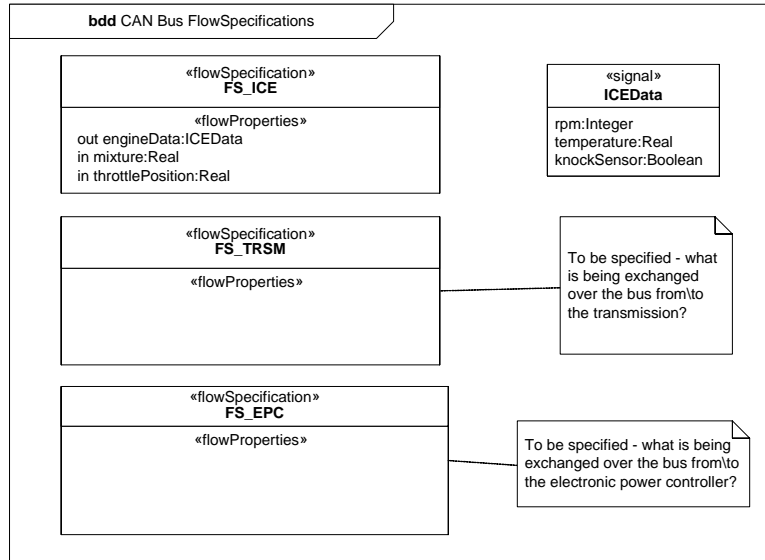 bdd CAN Bus FlowSpecifications
«flowSpecification»
FS_ICE
«flowProperties»
out engineData:ICEData
in mixture:Real
in throttlePosition:Real
«signal»
ICEData
rpm:Integer
temperature:Real
knockSensor:Boolean
«flowSpecification»
FS_TRSM
«flowProperties»
To be specified - what
is being exchanged
over the bus from\to
the transmission?
«flowSpecification»
FS_EPC
«flowProperties»
To be specified - what is being
exchanged over the bus from\to
the electronic power controller?